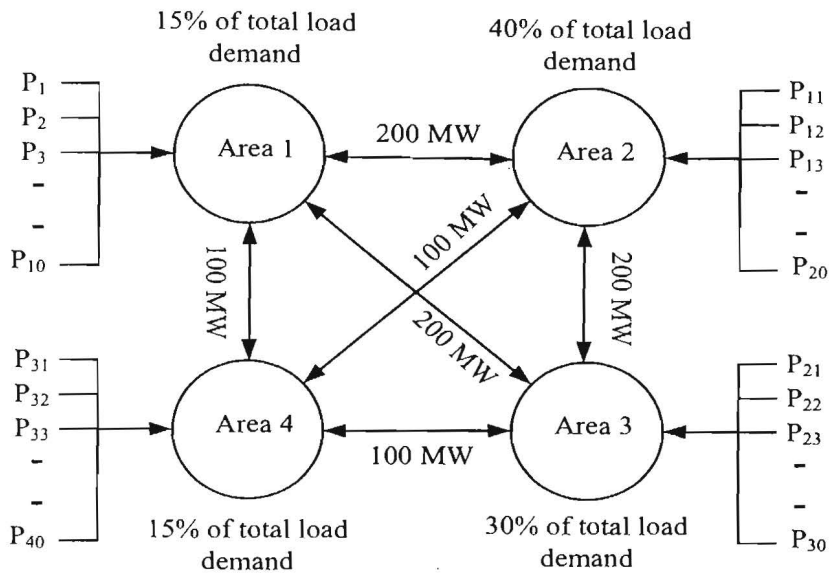 15% of total load
demand
40% of total load
demand
P₁
P₂
P₃
-
-
P₁₀
Area 1
200 MW
Area 2
P₁₁
P₁₂
P₁₃
-
-
P₂₀
100 MW
100 MW
200 MW
200 MW
P₃₁
P₃₂
P₃₃
-
-
P₄₀
Area 4
100 MW
Area 3
P₂₁
P₂₂
P₂₃
-
-
P₃₀
15% of total load
demand
30% of total load
demand